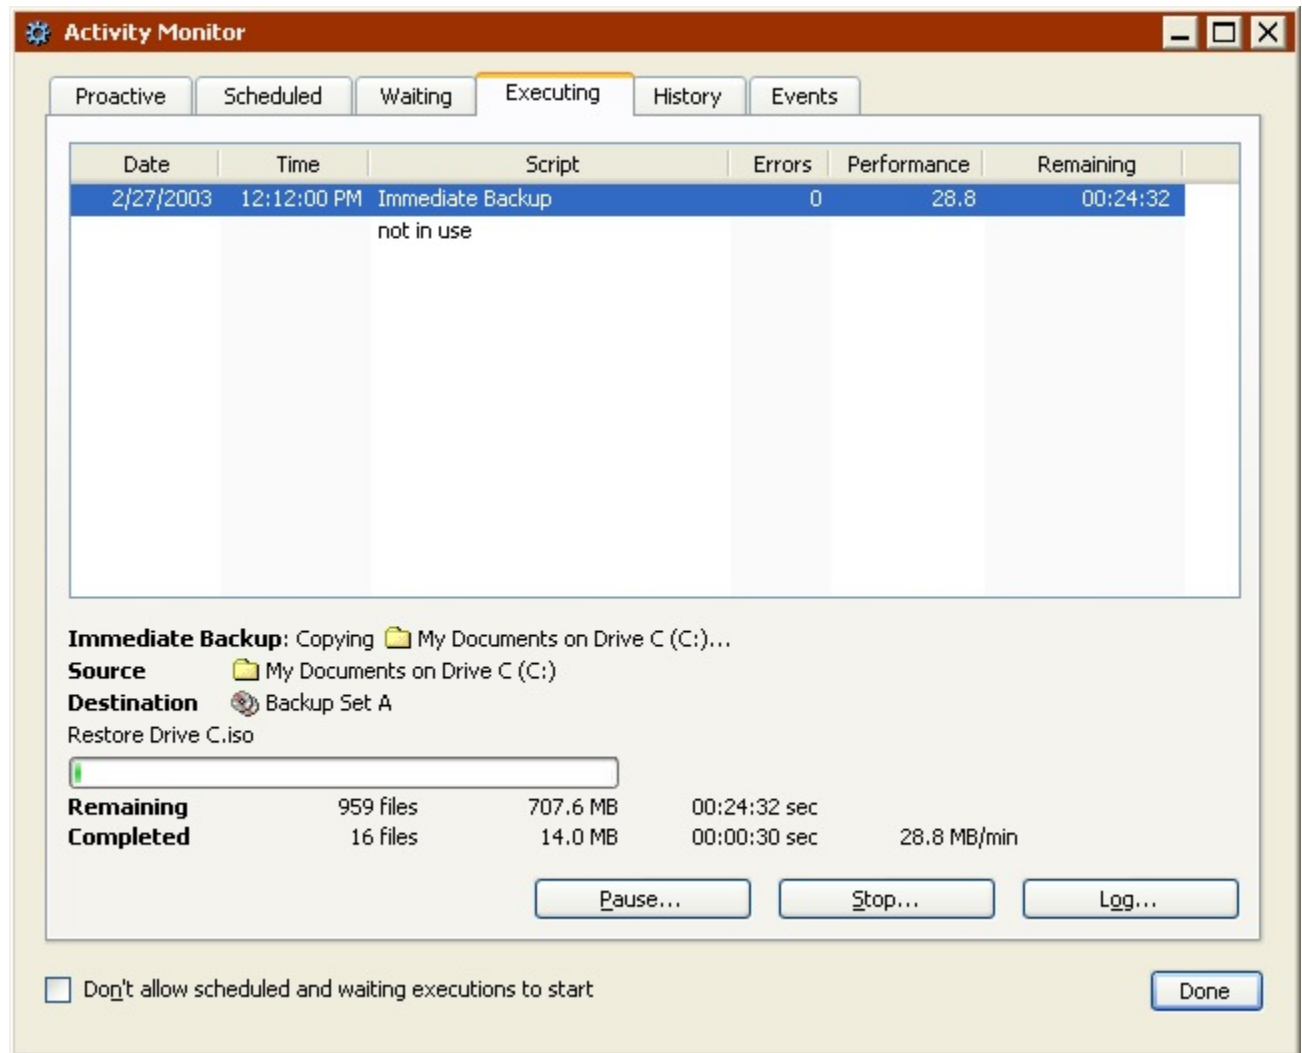 Activity Monitor
Proactive Scheduled Waiting Executing History Events
Date Time Script Errors Performance Remaining
2/27/2003 12:12:00 PM Immediate Backup 0 28.8 00:24:32
not in use
Immediate Backup: Copying My Documents on Drive C (C:)...
Source My Documents on Drive C (C:)
Destination Backup Set A
Restore Drive C.iso
Remaining 959 files 707.6 MB 00:24:32 sec
Completed 16 files 14.0 MB 00:00:30 sec 28.8 MB/min
Pause... Stop... Log...
Don't allow scheduled and waiting executions to start Done